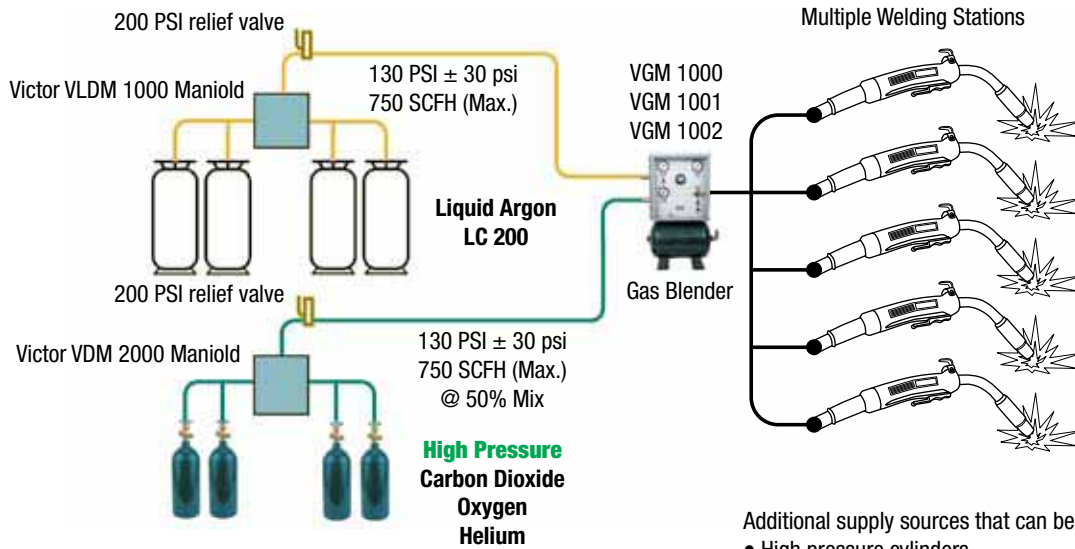 200 PSI relief valve
Victor VLDM 1000 Maniold
130 PSI ± 30 psi
750 SCFH (Max.)
Liquid Argon
LC 200
200 PSI relief valve
Victor VDM 2000 Maniold
130 PSI ± 30 psi
750 SCFH (Max.)
@ 50% Mix
High Pressure
Carbon Dioxide
Oxygen
Helium
VGM 1000
VGM 1001
VGM 1002
Gas Blender
Multiple Welding Stations
Additional supply sources that can be
• High pressure cylinders